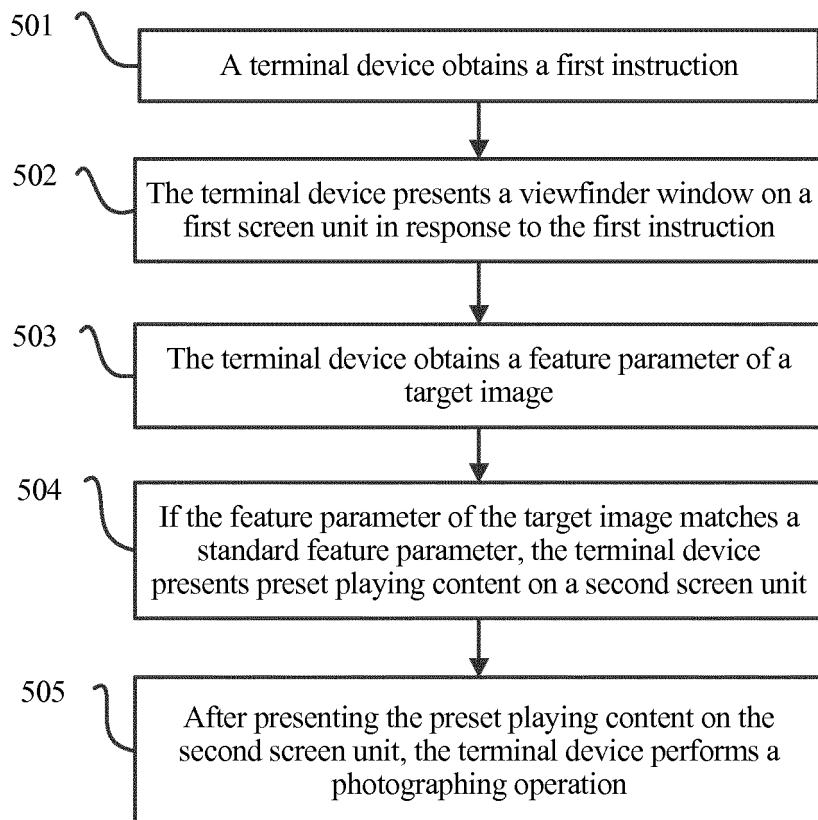 501
A terminal device obtains a first instruction
502
The terminal device presents a viewfinder window on a
first screen unit in response to the first instruction
503
The terminal device obtains a feature parameter of a
target image
504
If the feature parameter of the target image matches a
standard feature parameter, the terminal device
presents preset playing content on a second screen unit
505
After presenting the preset playing content on the
second screen unit, the terminal device performs a
photographing operation